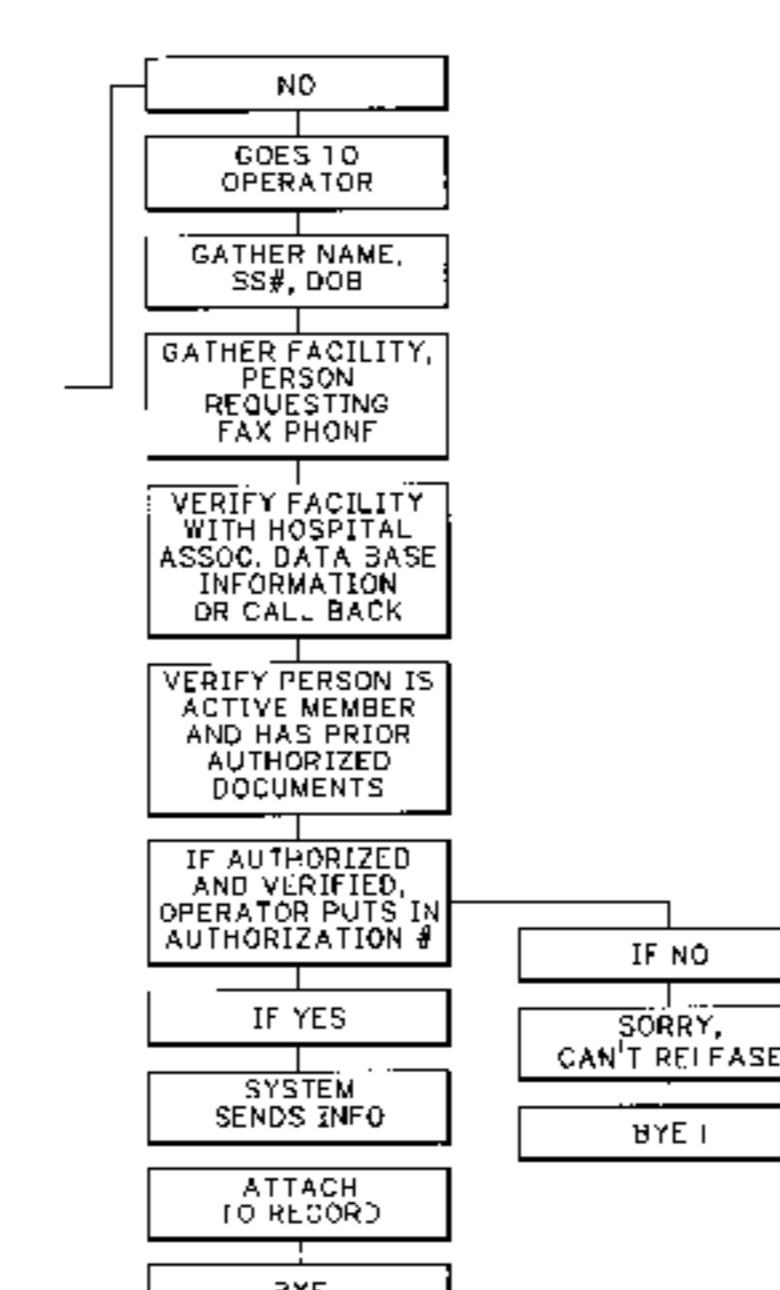 NO
GOES TO
OPERATOR
GATHER NAME,
SS#, DOB
GATHER FACILITY,
PERSON
REQUESTING
FAX PHONE
VERIFY FACILITY
WITH HOSPITAL
ASSOC. DATA BASE
INFORMATION
OR CALL BACK
VERIFY PERSON IS
ACTIVE MEMBER
AND HAS PRIOR
AUTHORIZED
DOCUMENTS
IF AUTHORIZED
AND VERIFIED,
OPERATOR PUTS IN
AUTHORIZATION #
IF NO
IF YES
SORRY,
CAN'T RELEASE
SYSTEM
SENDS INFO
BYE !
ATTACH
TO RECORD
BYE